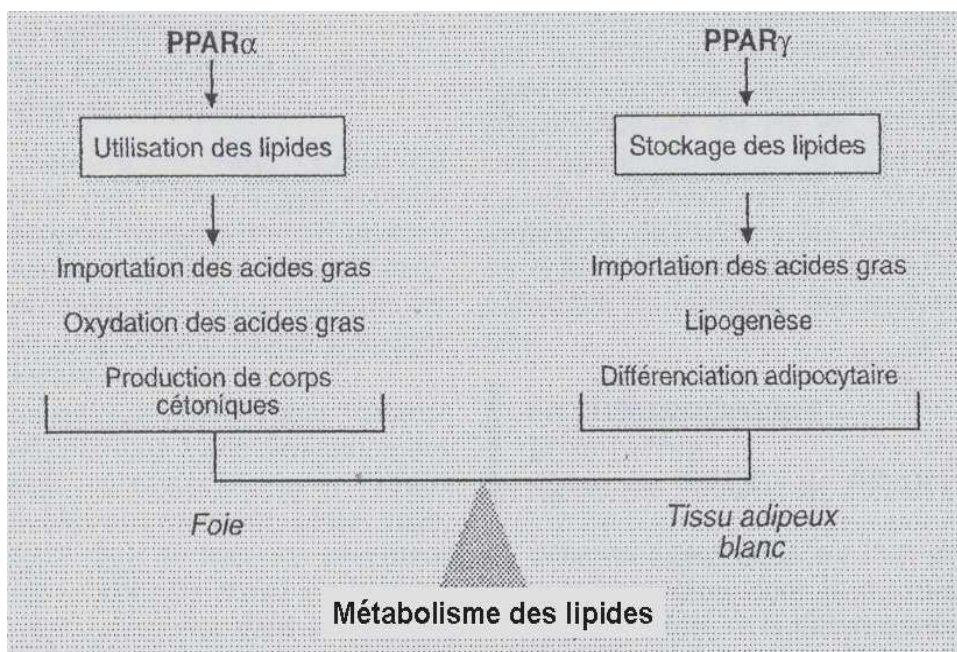 PPARα
Utilisation des lipides
Importation des acides gras
Oxydation des acides gras
Production de corps
cétoniques
Foie
PPARγ
Stockage des lipides
Importation des acides gras
Lipogenèse
Différenciation adipocytaire
Tissu adipeux
blanc
Métabolisme des lipides